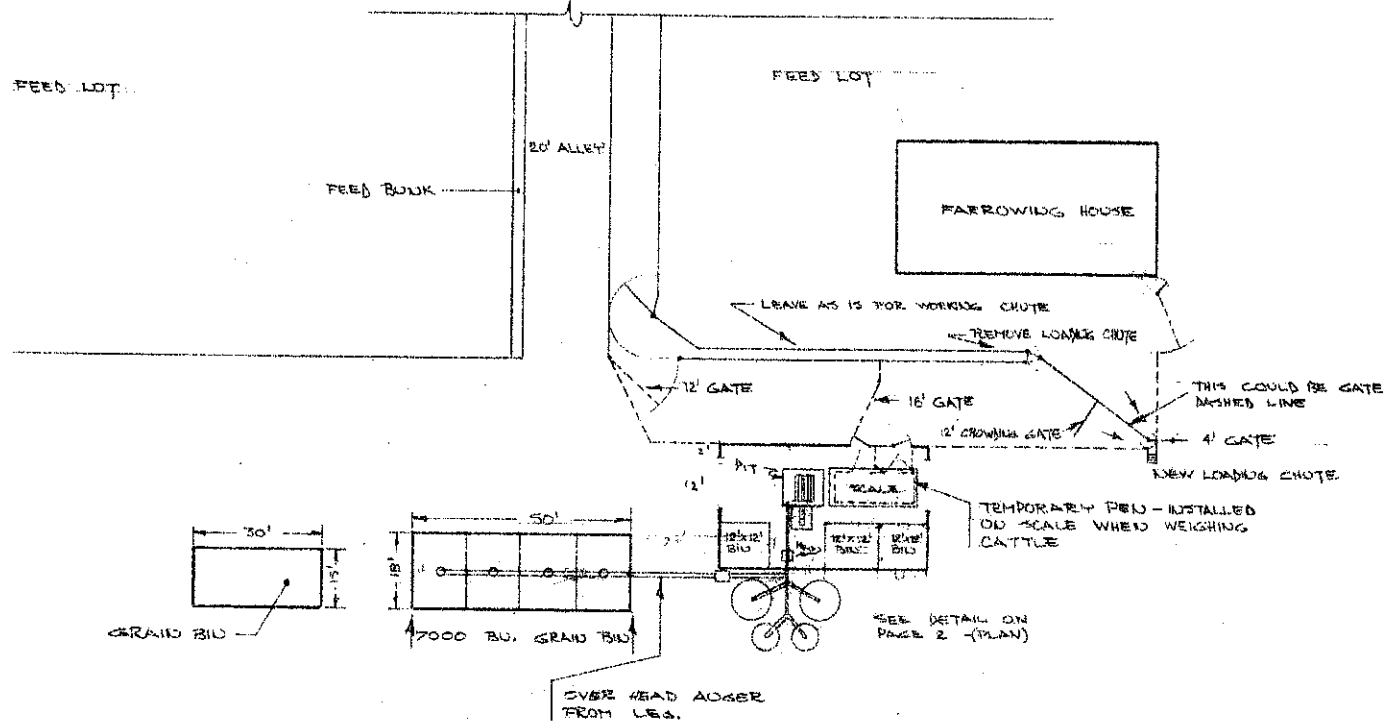 FEED LOT
FEED LOT
20' ALLEY
FEED BUNK
FARROWING HOUSE
LEAVE AS IS FOR WORKING CHUTE
REMOVE LOADING CHUTE
12' GATE
16' GATE
THIS COULD BE GATE
DASHED LINE
12' CROWDING GATE
4' GATE
NEW LOADING CHUTE
2'
PIT
12'
SCALE
TEMPORARY PEN - INSTALLED
ON SCALE WHEN WEIGHING
CATTLE
30'
50'
12'x12'
BIN
12'x12'
BIN
12'x12'
BIN
15'
18'
GRAIN BIN
7000 BU. GRAIN BIN
SEE DETAIL ON
PAGE 2 -(PLAN)
OVER HEAD AUGER
FROM LEG.